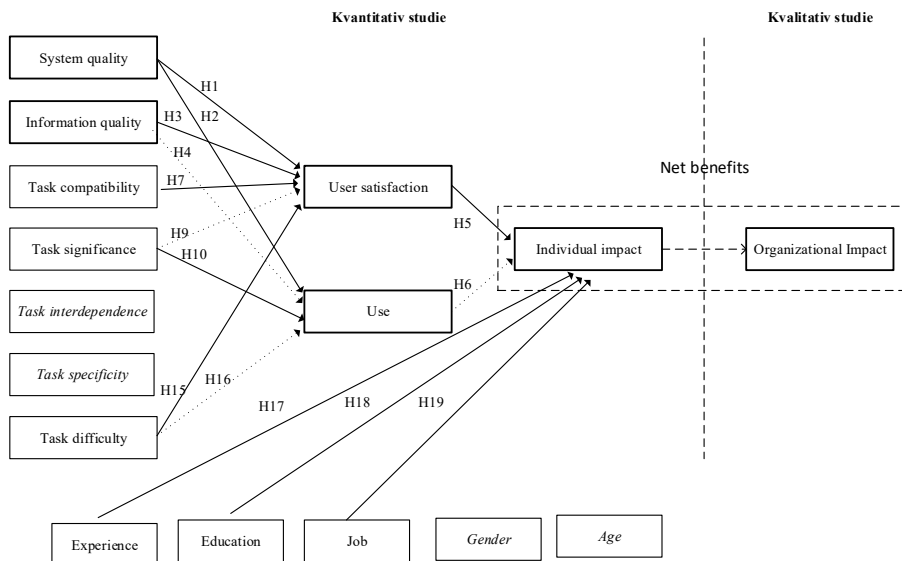 Kvantitativ studie
Kvalitativ studie
System quality
H1
Information quality
H3
H2
H4
Task compatibility
H7
User satisfaction
Net benefits
Task significance
H9
H10
H5
Individual impact
Organizational Impact
Task interdependence
Use
H6
Task specificity
H15
H16
H17
H18
H19
Task difficulty
Experience
Education
Job
Gender
Age